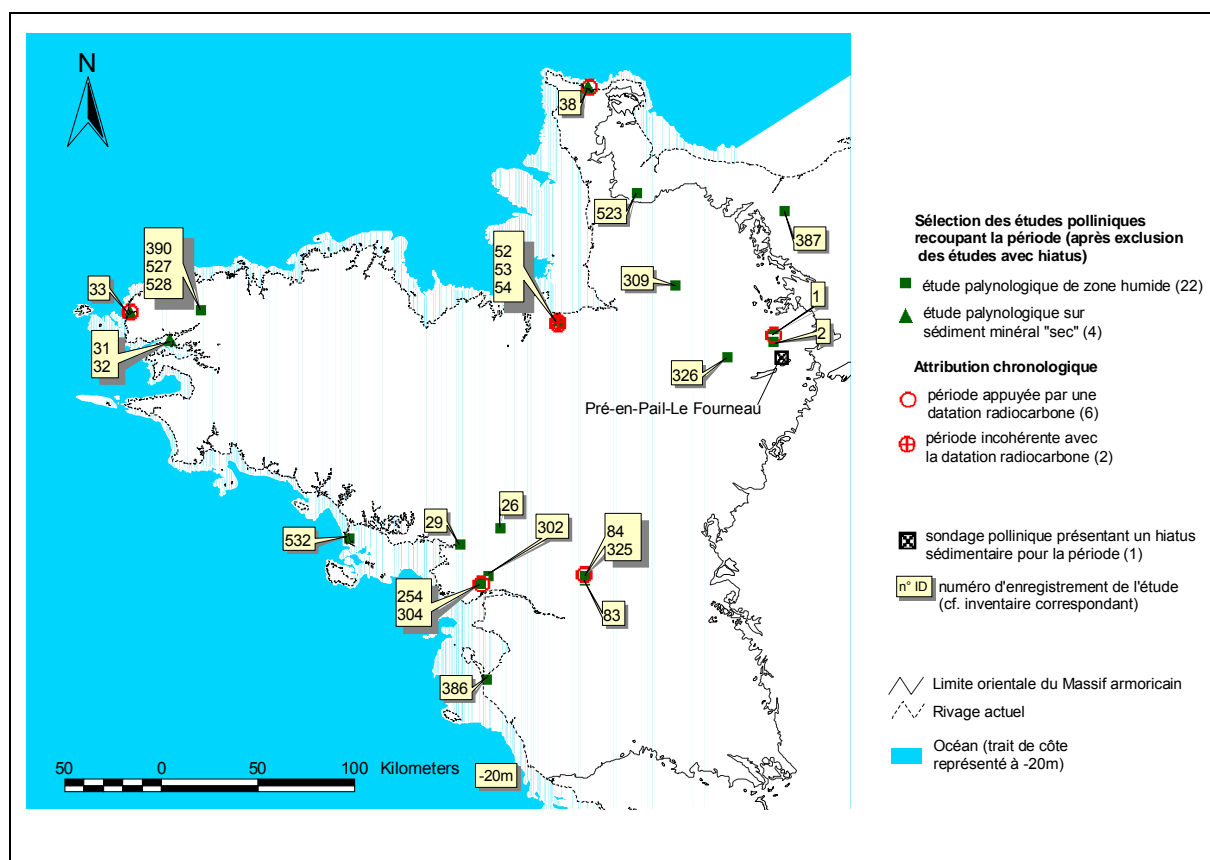 N
38
523
387
390
527
528
52
53
54
309
33
1
2
31
32
326
Pré-en-Pail-Le Fourneau
26
29
302
84
325
532
254
304
83
386
50 0 50 100 Kilometers
-20m
Sélection des études polliniques
recoupant la période (après exclusion
des études avec hiatus)
étude palynologique de zone humide (22)
étude palynologique sur
sédiment minéral "sec" (4)
Attribution chronologique
période appuyée par une
datation radiocarbone (6)
période incohérente avec
la datation radiocarbone (2)
sondage pollinique présentant un hiatus
sédimentaire pour la période (1)
n° ID numéro d'enregistrement de l'étude
(cf. inventaire correspondant)
Limite orientale du Massif armoricain
Rivage actuel
Océan (trait de côte
représenté à -20m)